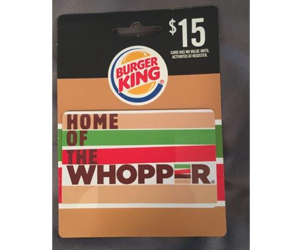 $15
CARD HAS NO VALUE UNTIL
ACTIVATED AT REGISTER.
BURGER
KING
HOME
OF
THE
WHOPPER®